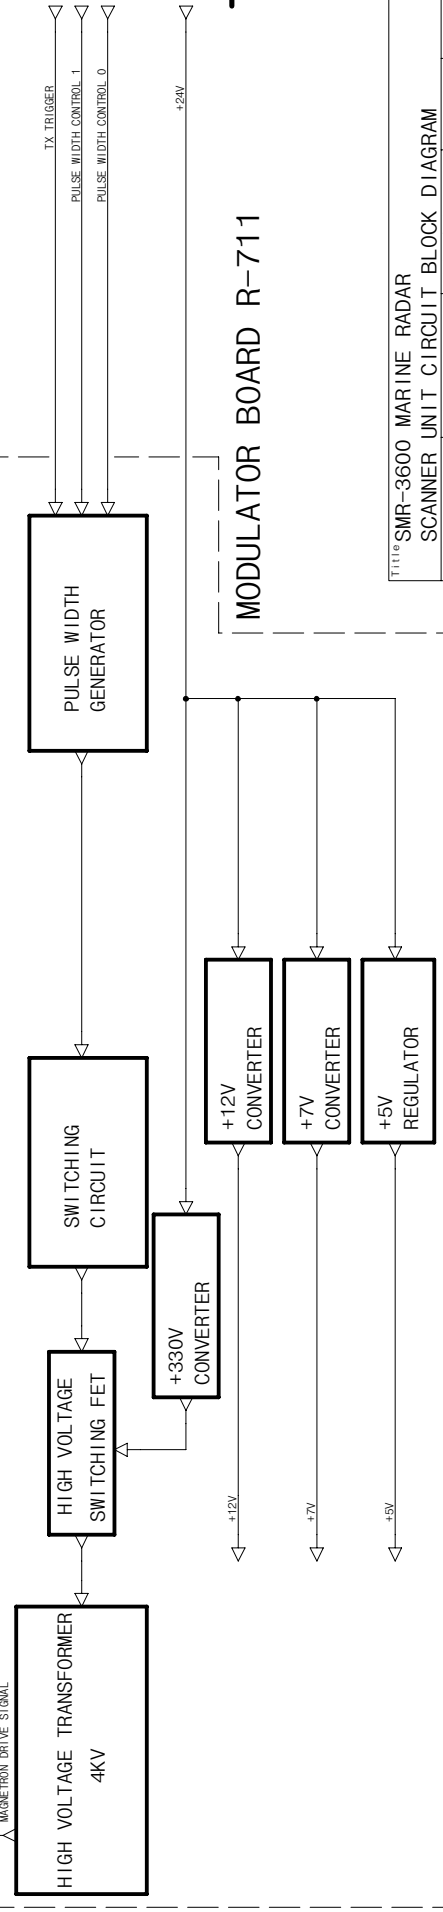 TX TRIGGER
PULSE WIDTH CONTROL 1
PULSE WIDTH CONTROL 0
+24V
MODULATOR BOARD R-711
Title
SMR-3600 MARINE RADAR
SCANNER UNIT CIRCUIT BLOCK DIAGRAM
PULSE WIDTH
GENERATOR
SWITCHING
CIRCUIT
+12V
CONVERTER
+7V
CONVERTER
+5V
REGULATOR
+330V
CONVERTER
HIGH VOLTAGE
SWITCHING FET
+12V
+7V
+5V
HIGH VOLTAGE TRANSFORMER
4KV
MAGNETRON DRIVE SIGNAL